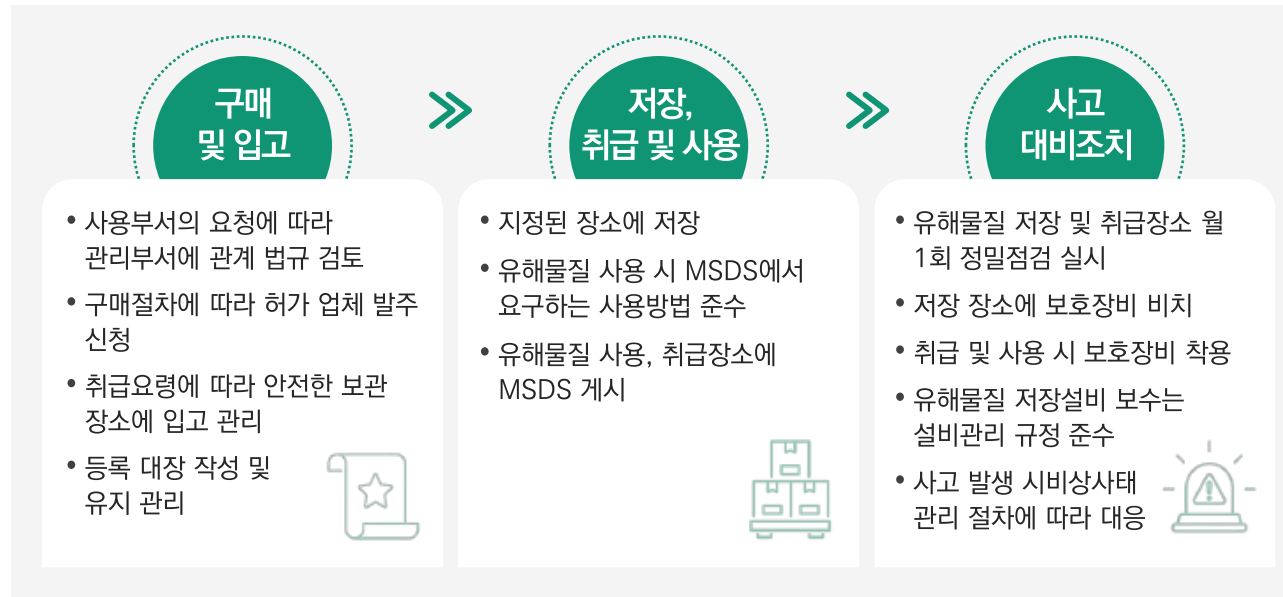 구매
및 입고
• 사용부서의 요청에 따라
관리부서에 관계 법규 검토
• 구매절차에 따라 허가 업체 발주
신청
• 취급요령에 따라 안전한 보관
장소에 입고 관리
• 등록 대장 작성 및
유지 관리
저장,
취급 및 사용
• 지정된 장소에 저장
• 유해물질 사용 시 MSDS에서
요구하는 사용방법 준수
• 유해물질 사용, 취급장소에
MSDS 게시
사고
대비조치
• 유해물질 저장 및 취급장소 월
1회 정밀점검 실시
• 저장 장소에 보호장비 비치
• 취급 및 사용 시 보호장비 착용
• 유해물질 저장설비 보수는
설비관리 규정 준수
• 사고 발생 시비상사태
관리 절차에 따라 대응